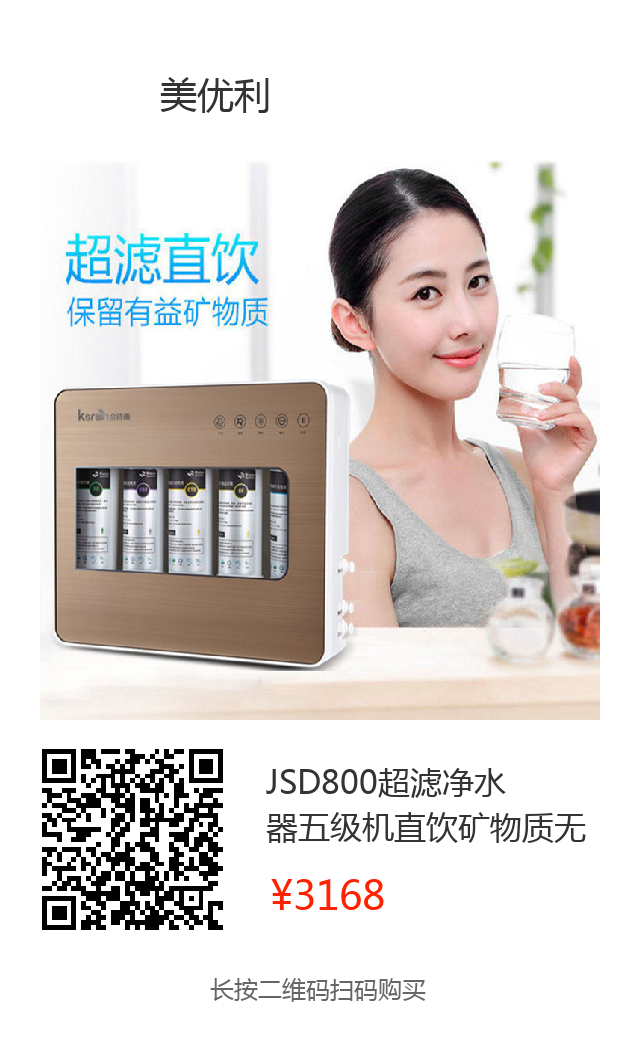 美优利
超滤直饮
保留有益矿物质
Ksrain
JSD800超滤净水
器五级机直饮矿物质无
¥3168
长按二维码扫码购买